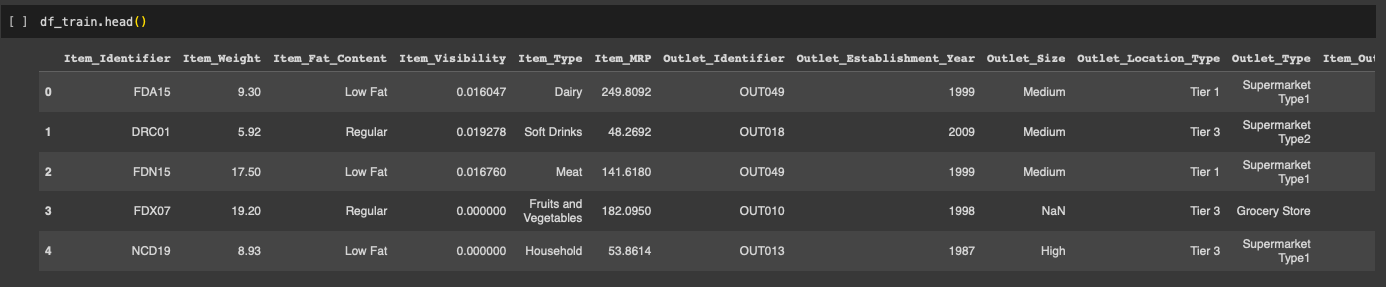 [ ] df_train.head()
Item_Identifier Item_Weight Item_Fat_Content Item_Visibility Item_Type Item_MRP Outlet_Identifier Outlet_Establishment_Year Outlet_Size Outlet_Location_Type Outlet_Type Item_Out
0 FDA15 9.30 Low Fat 0.016047 Dairy 249.8092 OUT049 1999 Medium Tier 1 Supermarket
Type1
1 DRC01 5.92 Regular 0.019278 Soft Drinks 48.2692 OUT018 2009 Medium Tier 3 Supermarket
Type2
2 FDN15 17.50 Low Fat 0.016760 Meat 141.6180 OUT049 1999 Medium Tier 1 Supermarket
Type1
3 FDX07 19.20 Regular 0.000000 Fruits and
Vegetables 182.0950 OUT010 1998 NaN Tier 3 Grocery Store
4 NCD19 8.93 Low Fat 0.000000 Household 53.8614 OUT013 1987 High Tier 3 Supermarket
Type1